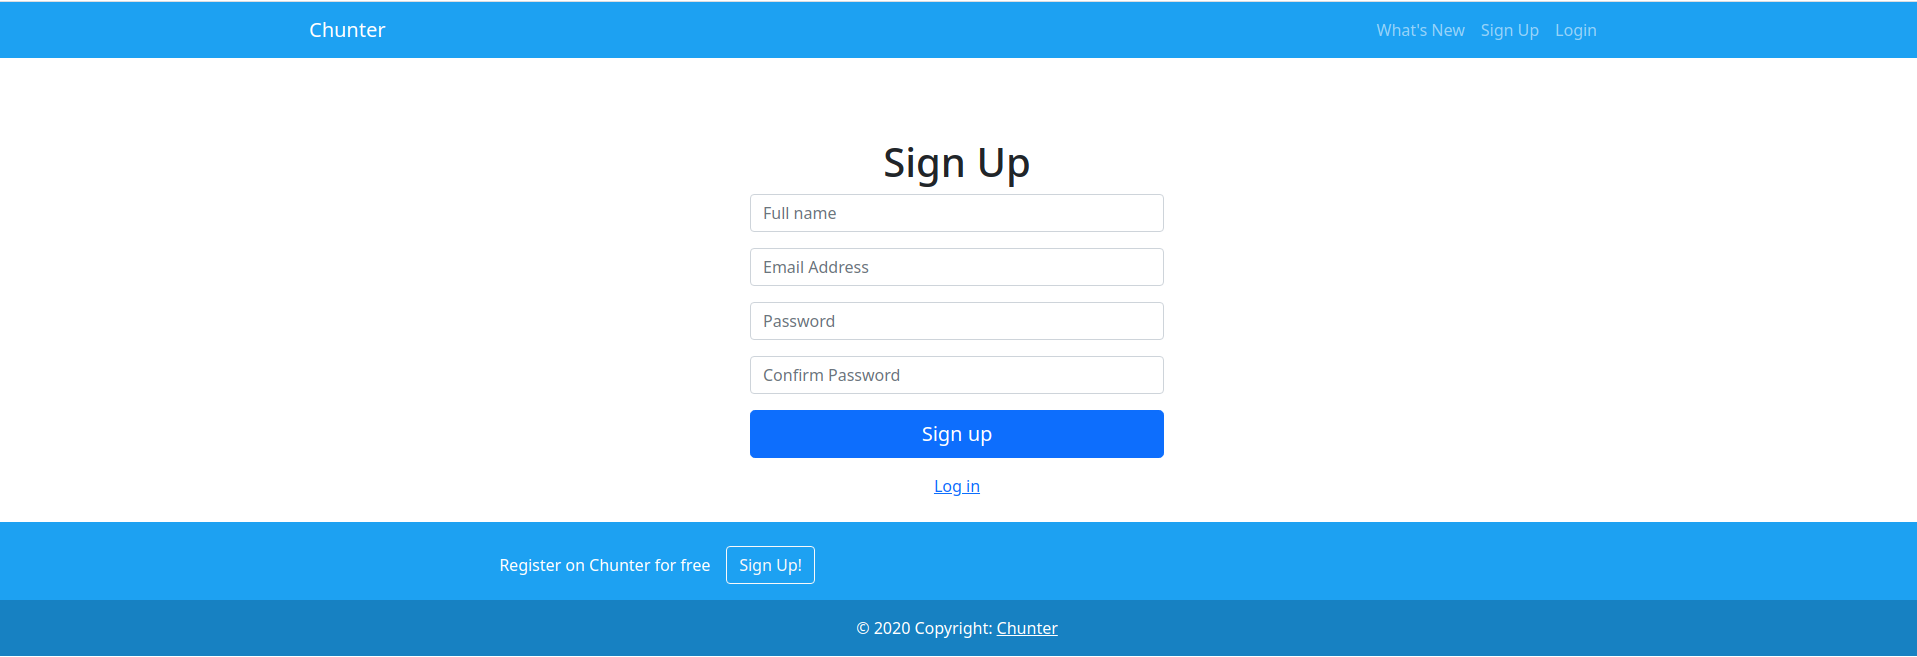 Chunter What's New Sign Up Login
Sign Up
Full name
Email Address
Password
Confirm Password
Sign up
Log in
Register on Chunter for free Sign Up!
© 2020 Copyright: Chunter